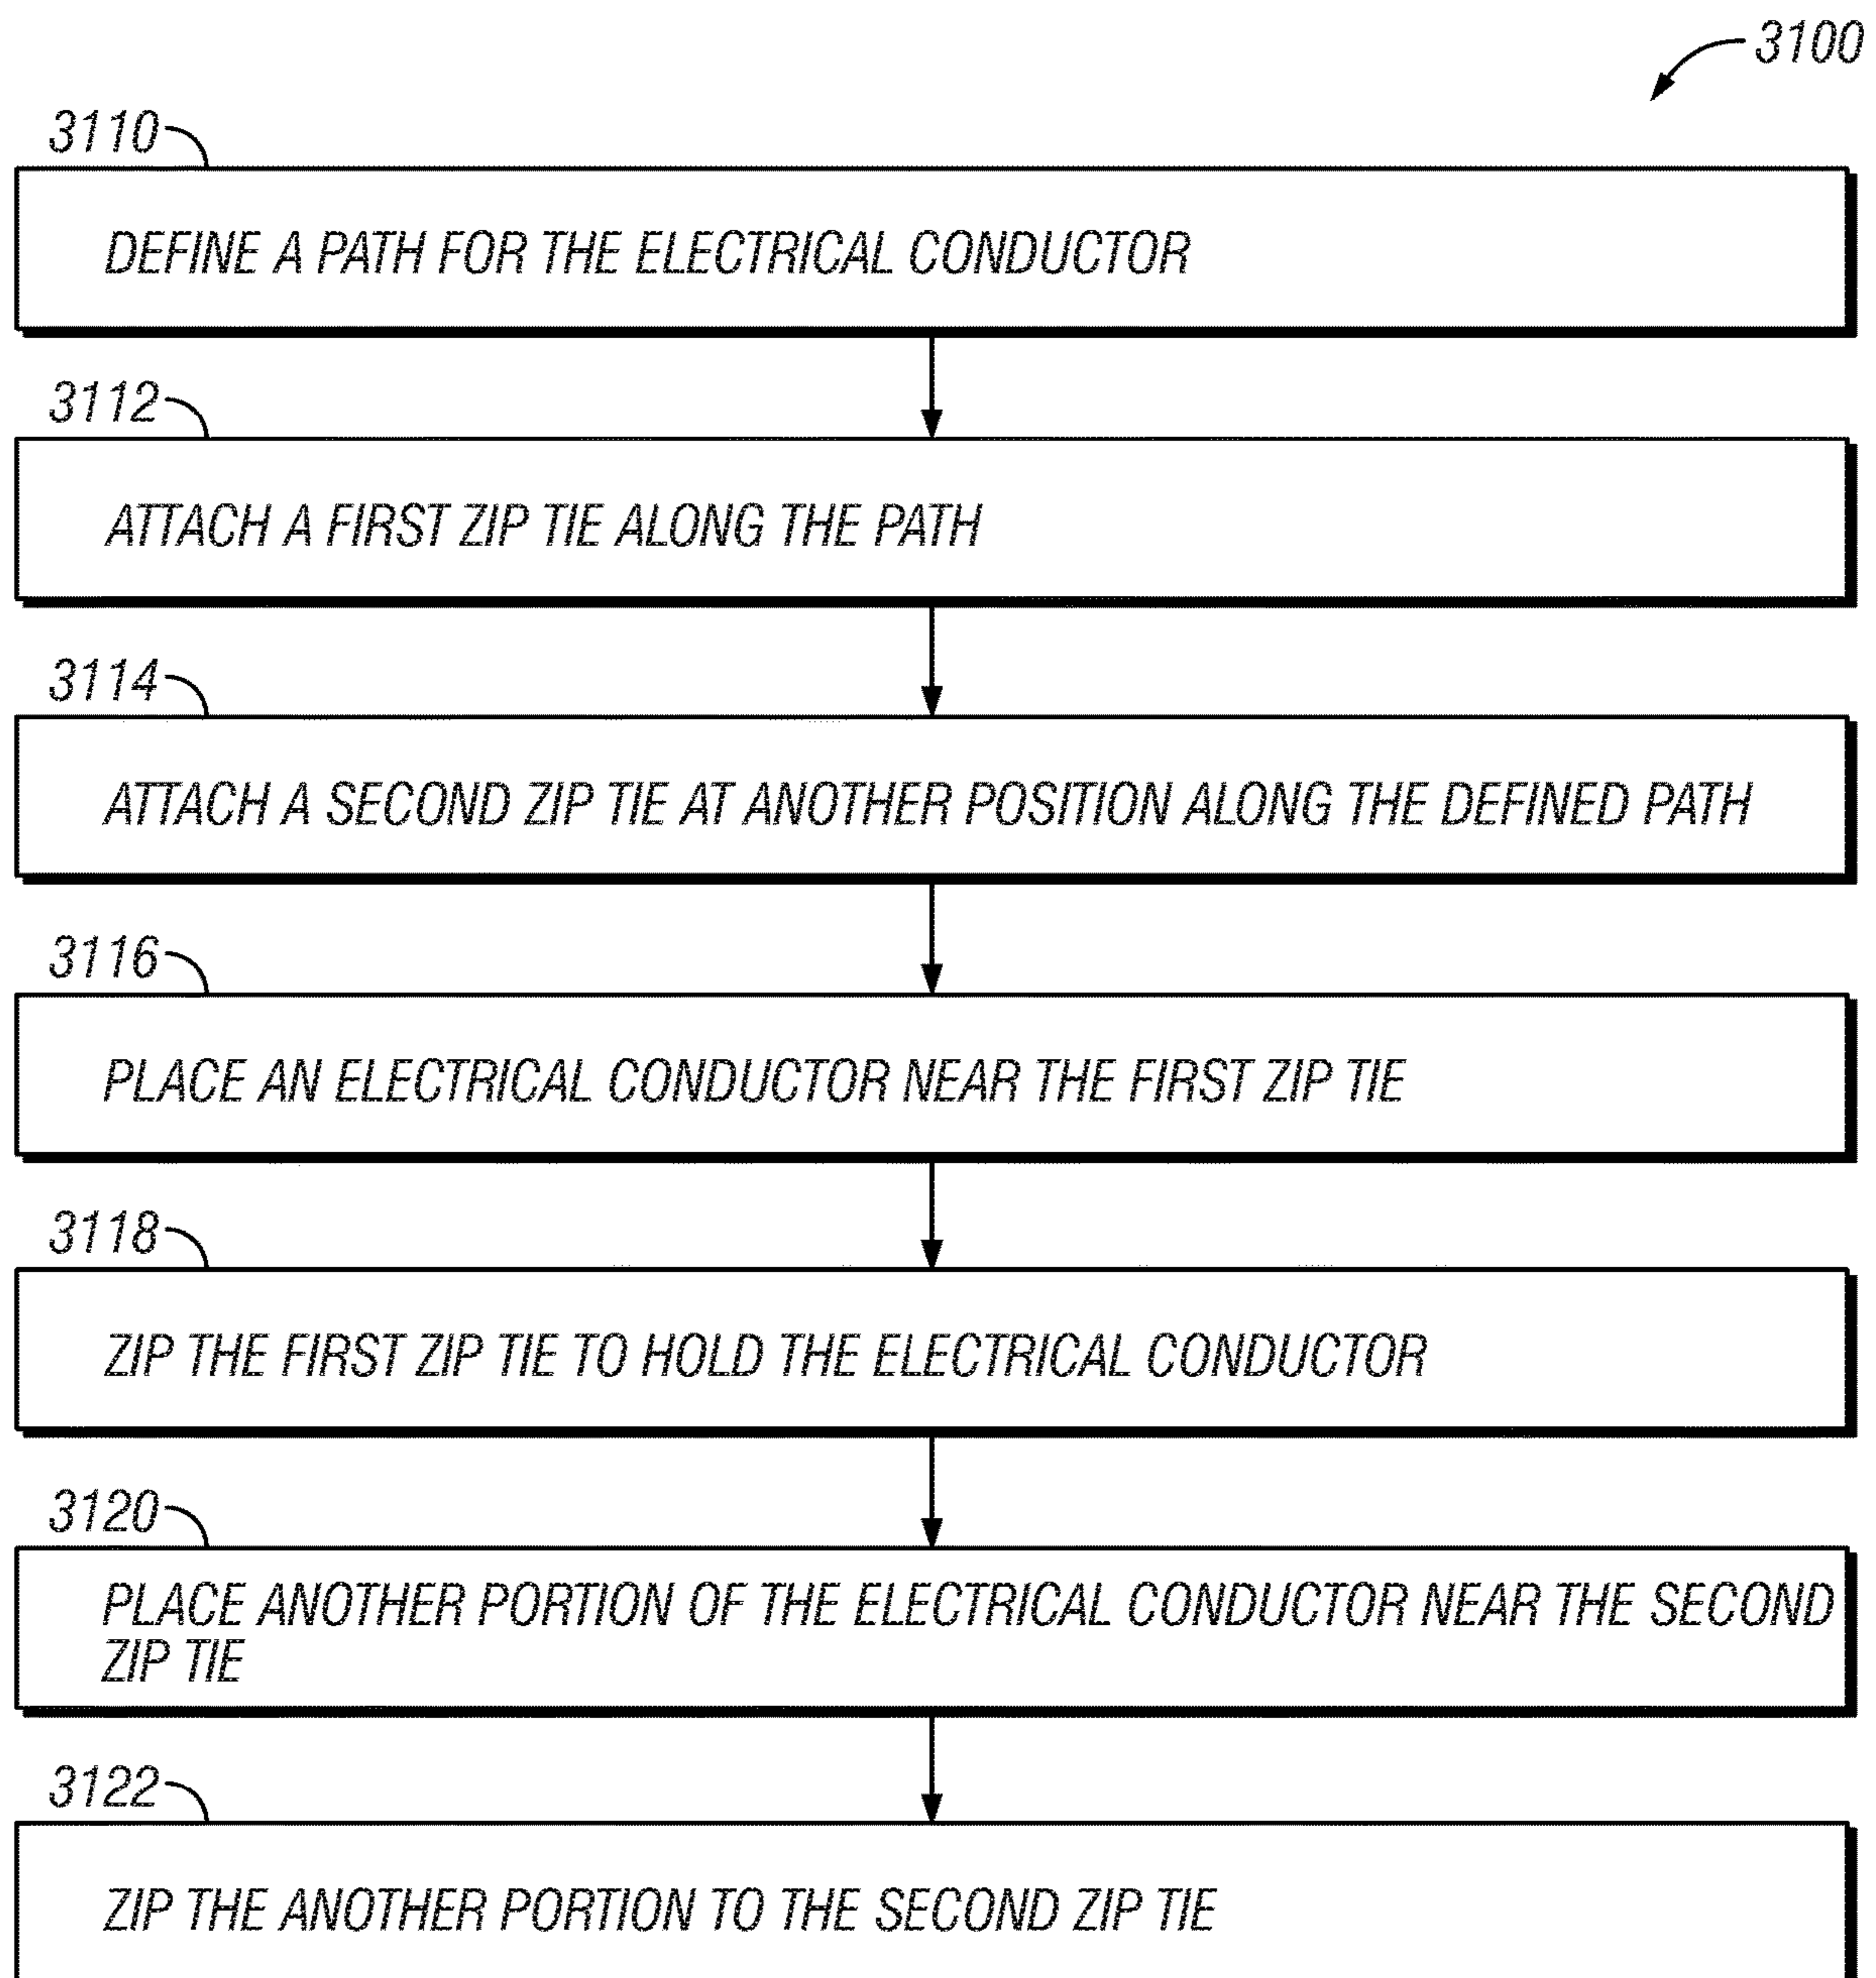 3100
3110
DEFINE A PATH FOR THE ELECTRICAL CONDUCTOR
3112
ATTACH A FIRST ZIP TIE ALONG THE PATH
3114
ATTACH A SECOND ZIP TIE AT ANOTHER POSITION ALONG THE DEFINED PATH
3116
PLACE AN ELECTRICAL CONDUCTOR NEAR THE FIRST ZIP TIE
3118
ZIP THE FIRST ZIP TIE TO HOLD THE ELECTRICAL CONDUCTOR
3120
PLACE ANOTHER PORTION OF THE ELECTRICAL CONDUCTOR NEAR THE SECOND
ZIP TIE
3122
ZIP THE ANOTHER PORTION TO THE SECOND ZIP TIE